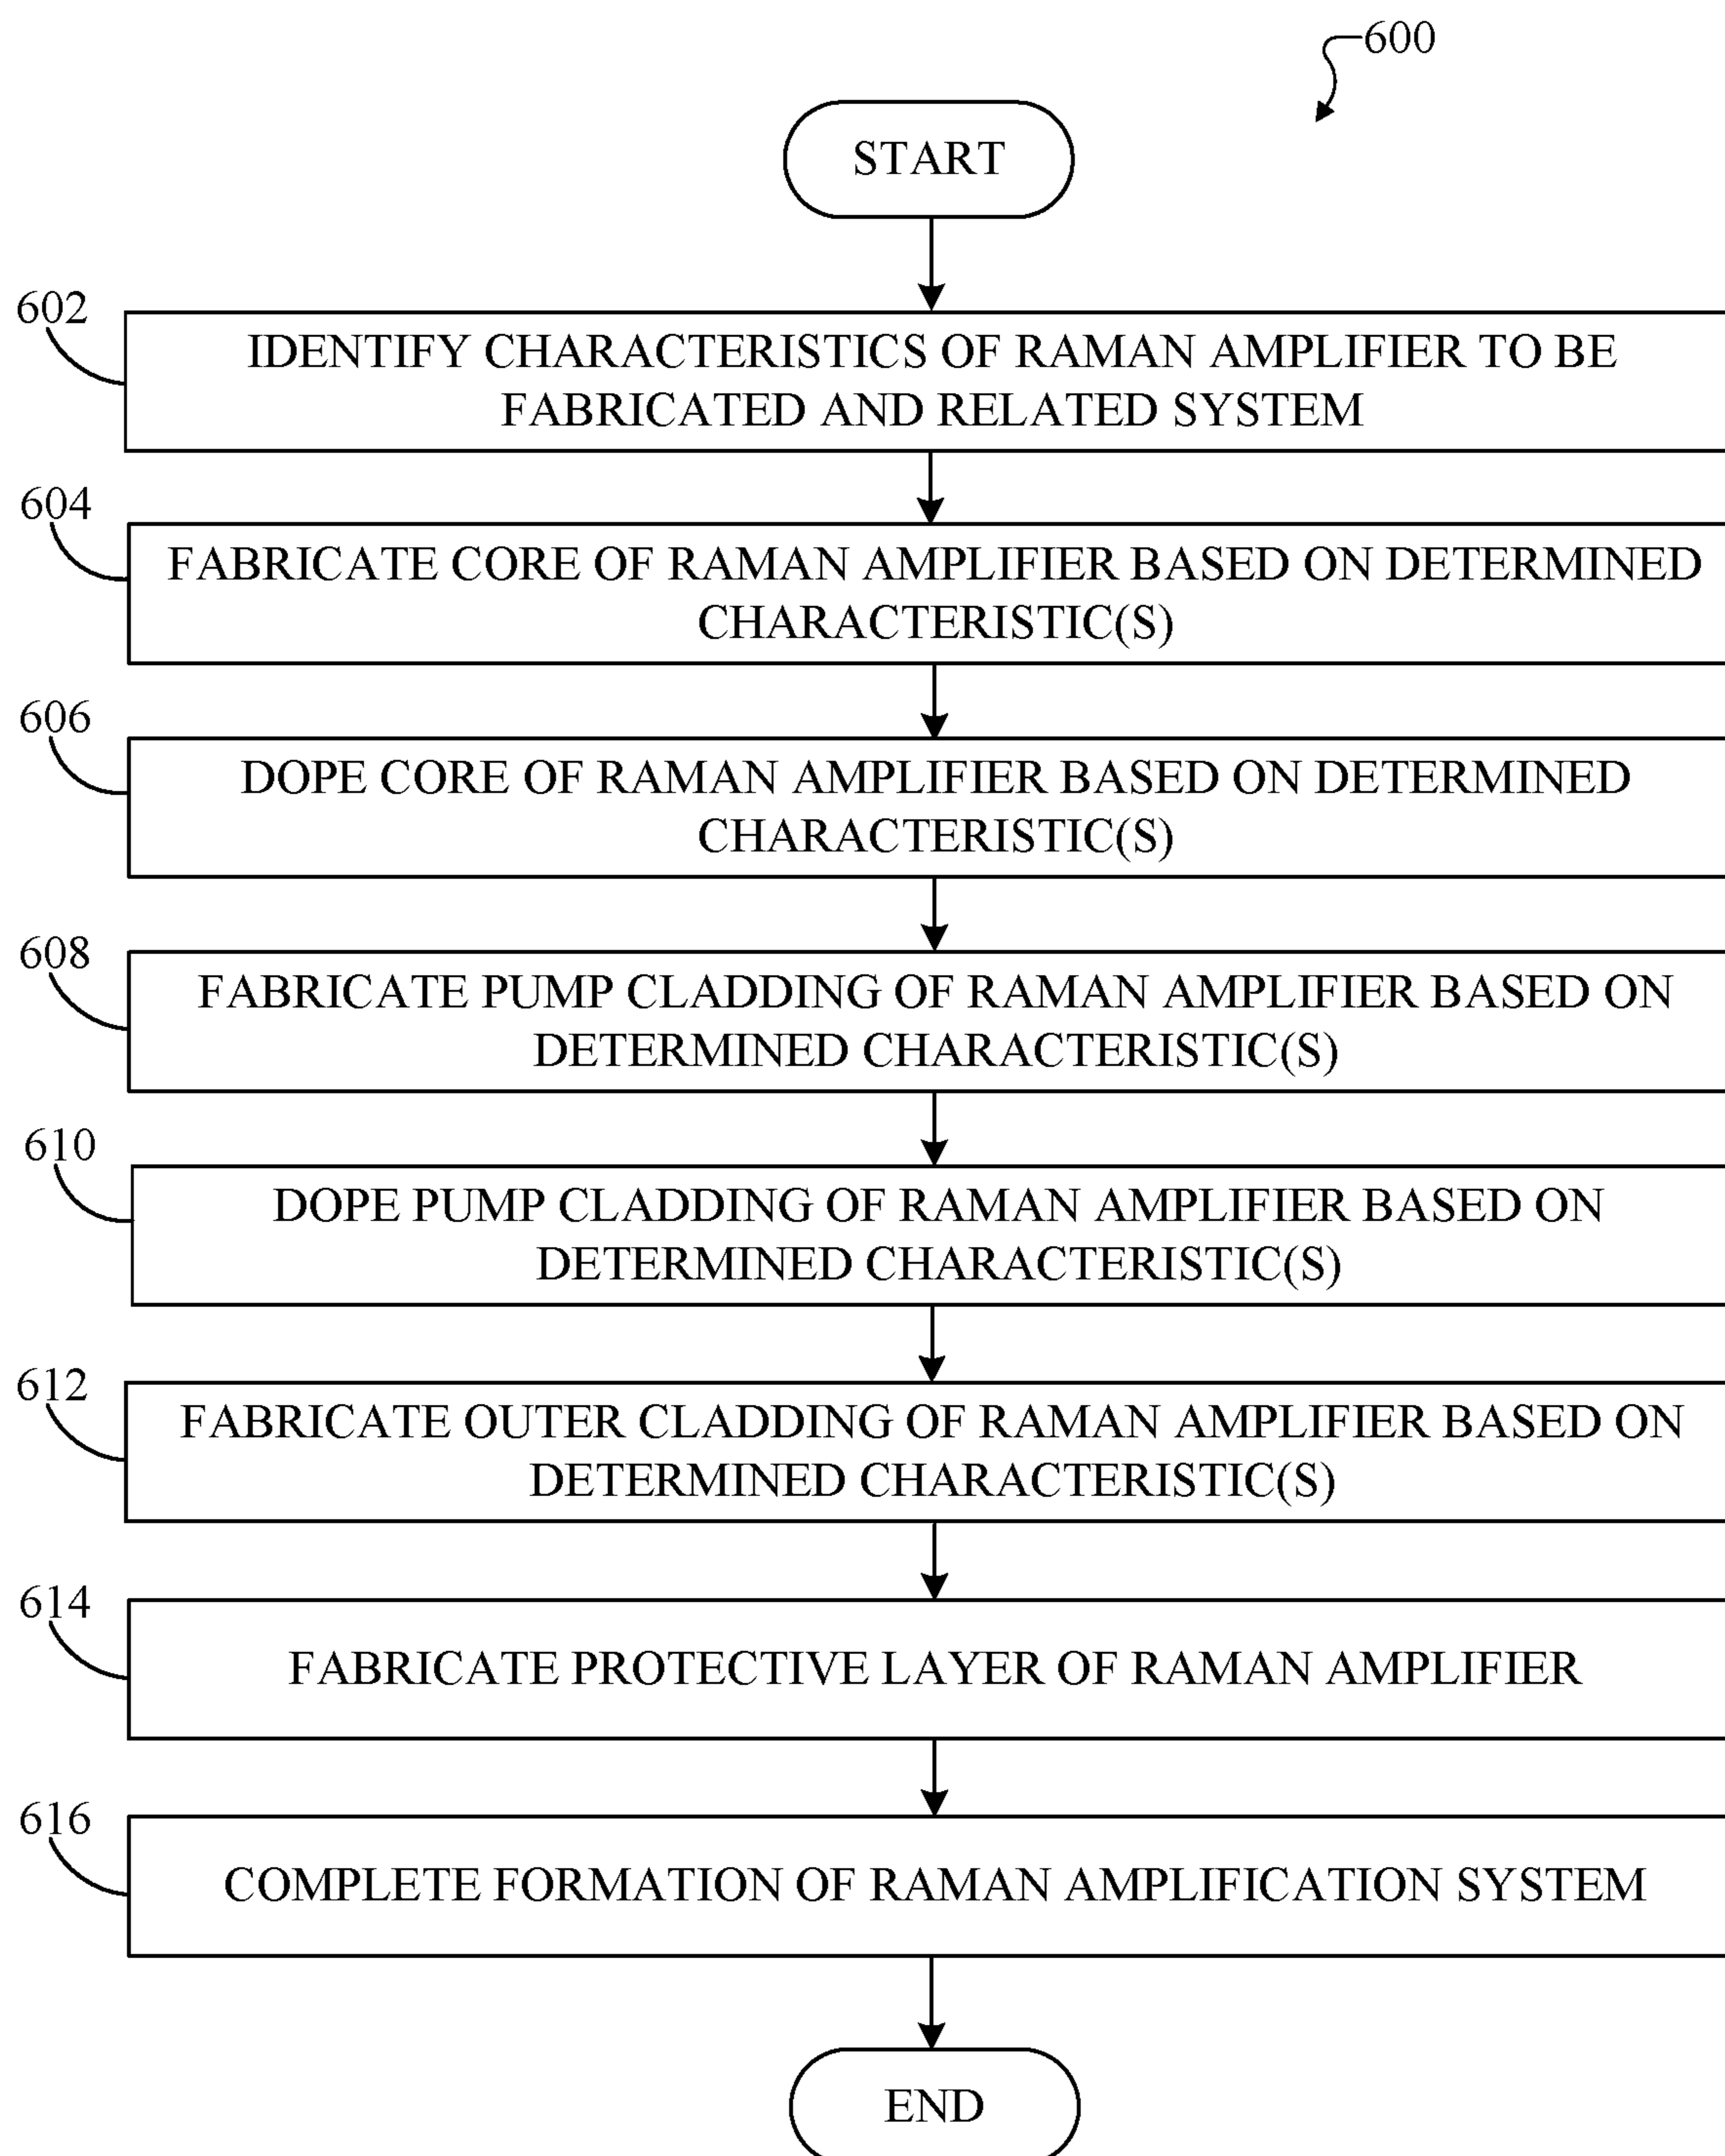 600
START
602
IDENTIFY CHARACTERISTICS OF RAMAN AMPLIFIER TO BE
FABRICATED AND RELATED SYSTEM
604
FABRICATE CORE OF RAMAN AMPLIFIER BASED ON DETERMINED
CHARACTERISTIC(S)
606
DOPE CORE OF RAMAN AMPLIFIER BASED ON DETERMINED
CHARACTERISTIC(S)
608
FABRICATE PUMP CLADDING OF RAMAN AMPLIFIER BASED ON
DETERMINED CHARACTERISTIC(S)
610
DOPE PUMP CLADDING OF RAMAN AMPLIFIER BASED ON
DETERMINED CHARACTERISTIC(S)
612
FABRICATE OUTER CLADDING OF RAMAN AMPLIFIER BASED ON
DETERMINED CHARACTERISTIC(S)
614
FABRICATE PROTECTIVE LAYER OF RAMAN AMPLIFIER
616
COMPLETE FORMATION OF RAMAN AMPLIFICATION SYSTEM
END